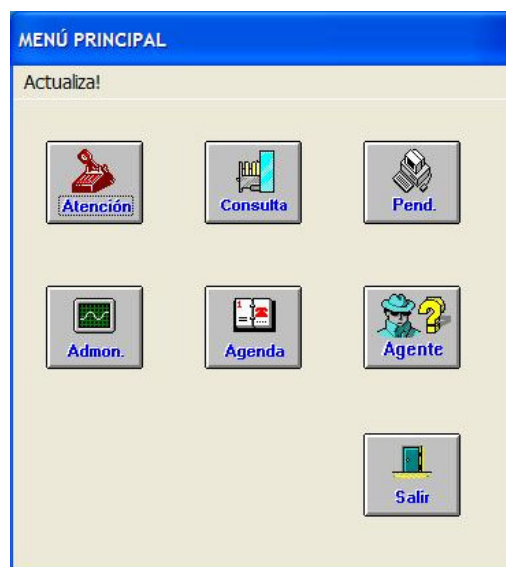 MENÚ PRINCIPAL
Actualiza!
Atención
Consulta
Pend.
Admon.
Agenda
Agente
Salir